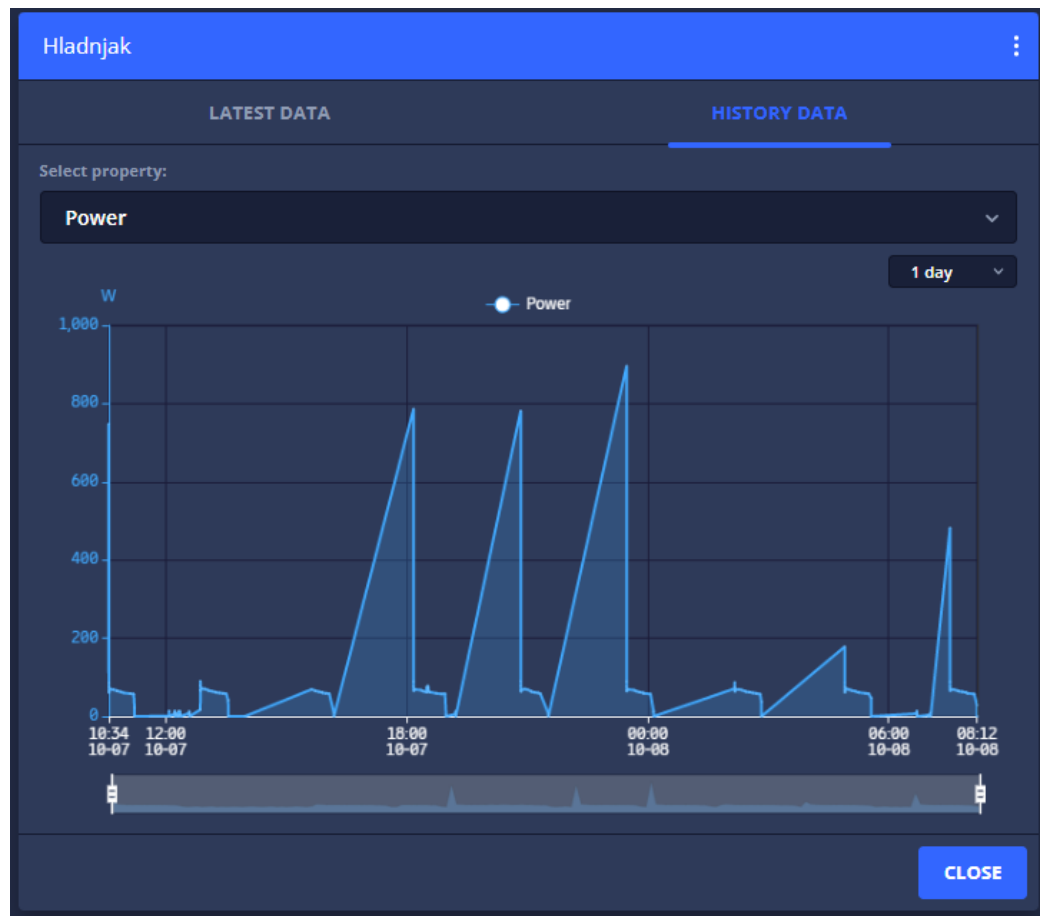 Hladnjak
LATEST DATA
HISTORY DATA
Select property:
Power
1 day
W
Power
1,000
800
600
400
200
0
10:34 12:00 18:00 00:00 06:00 08:12
10-07 10-07 10-07 10-08 10-08 10-08
CLOSE